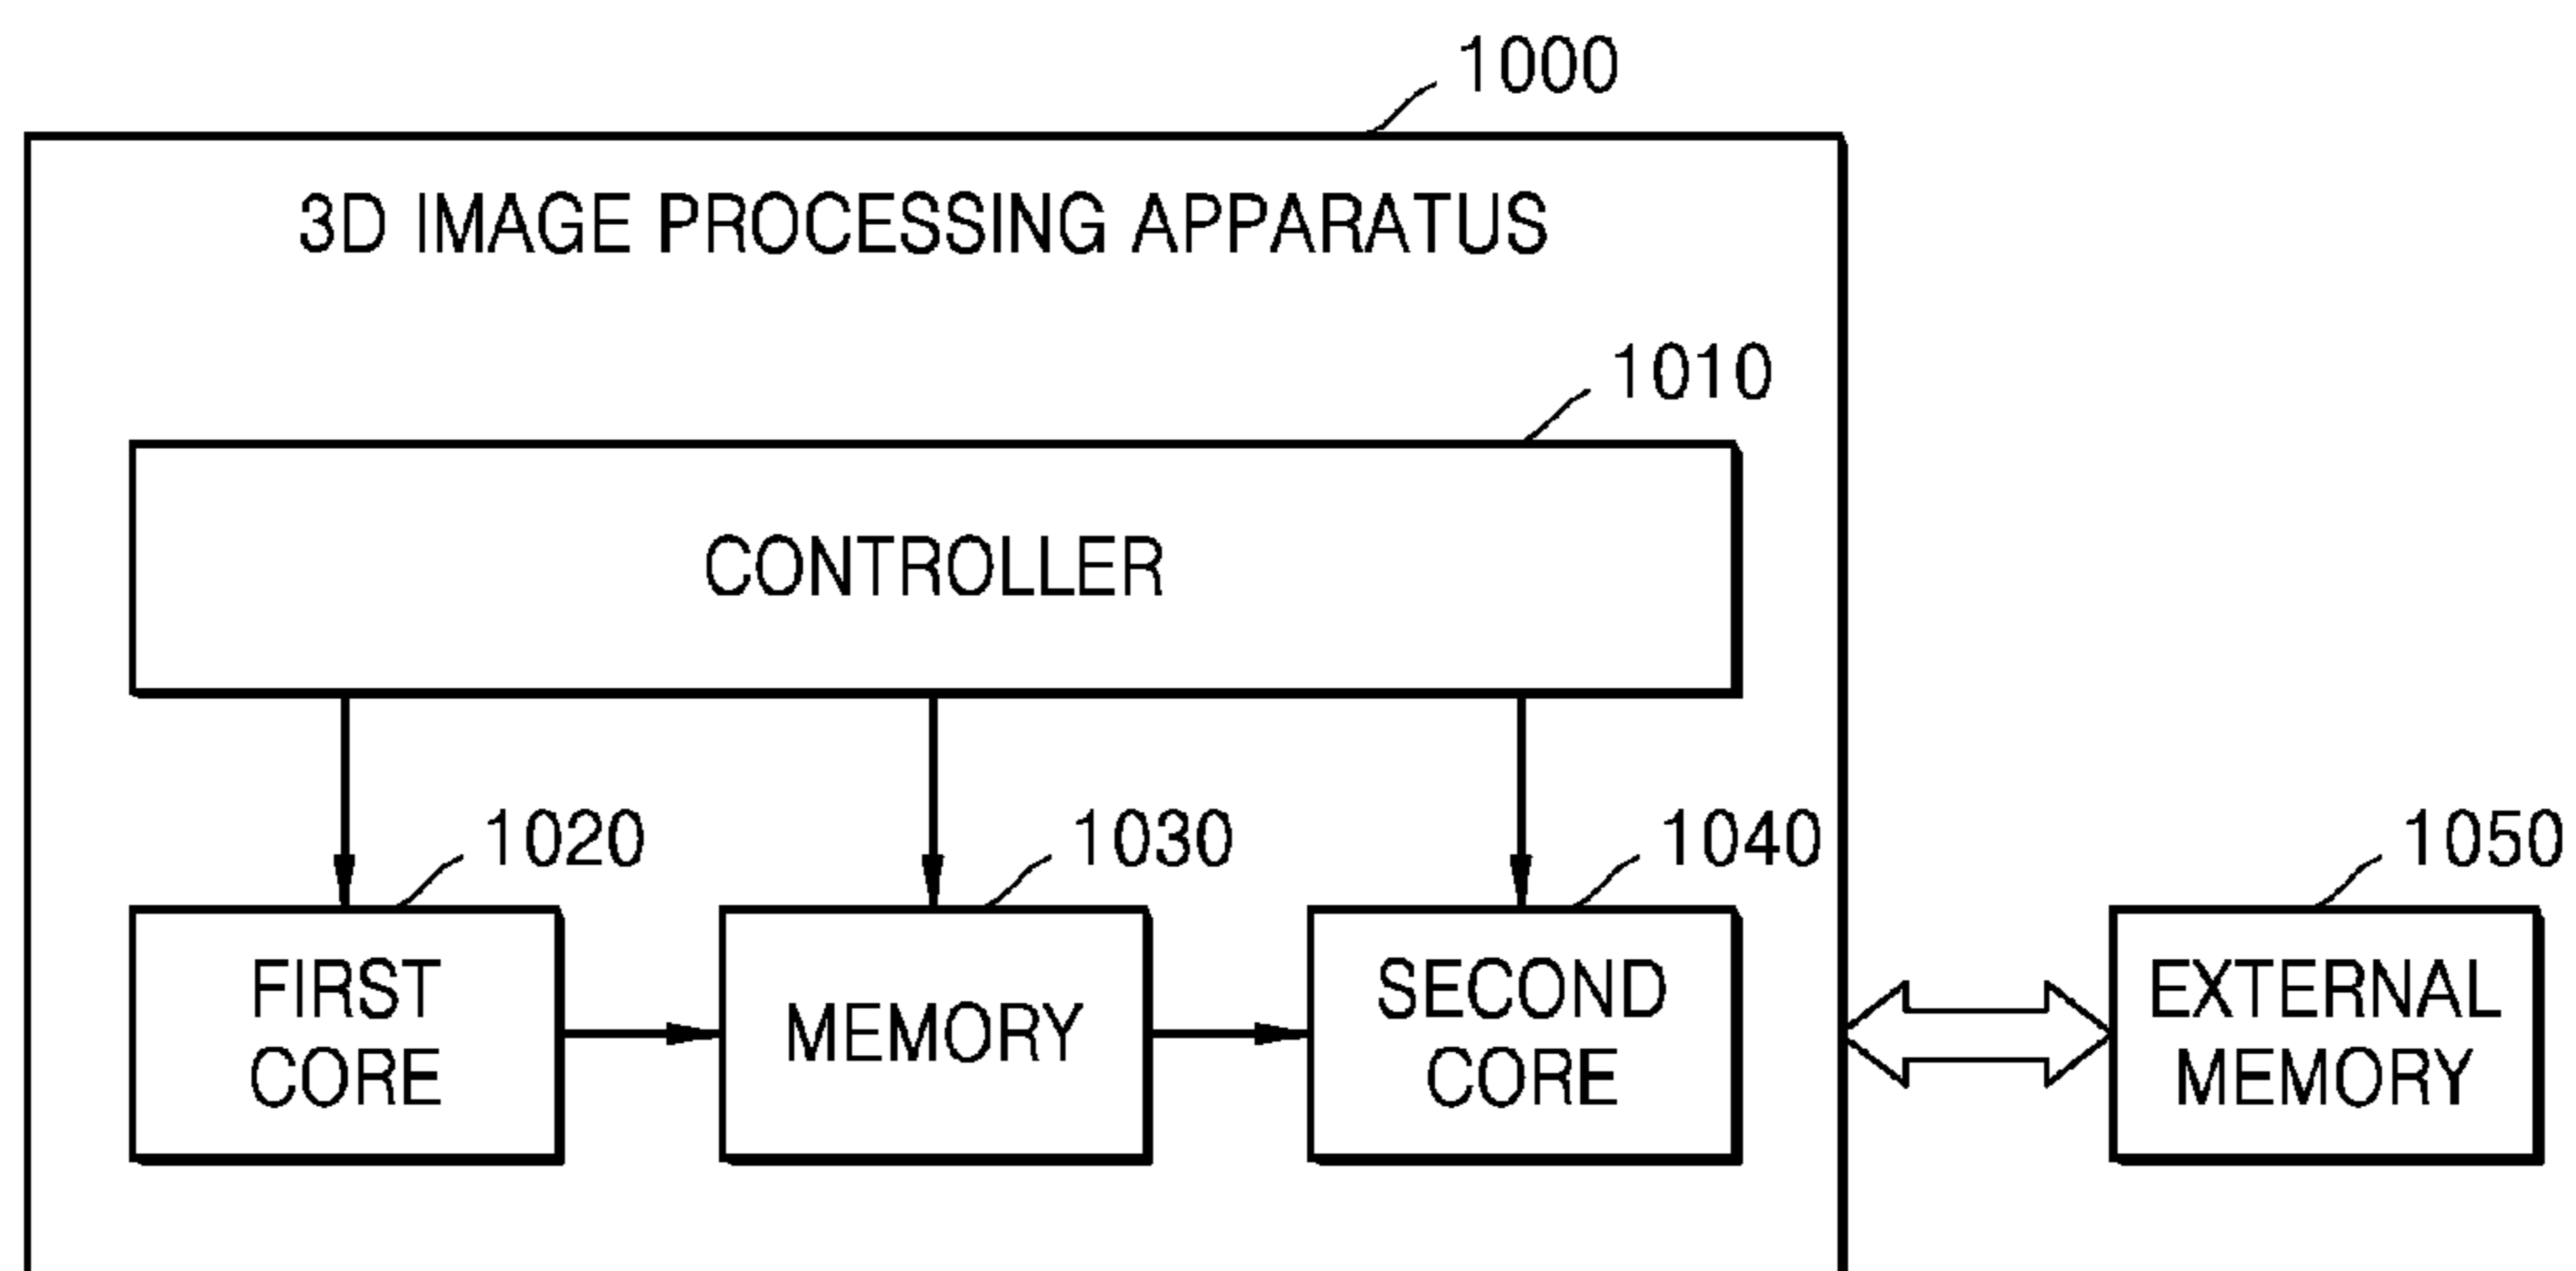 1000
3D IMAGE PROCESSING APPARATUS
1010
CONTROLLER
1020
1030
1040
1050
FIRST
CORE
MEMORY
SECOND
CORE
EXTERNAL
MEMORY